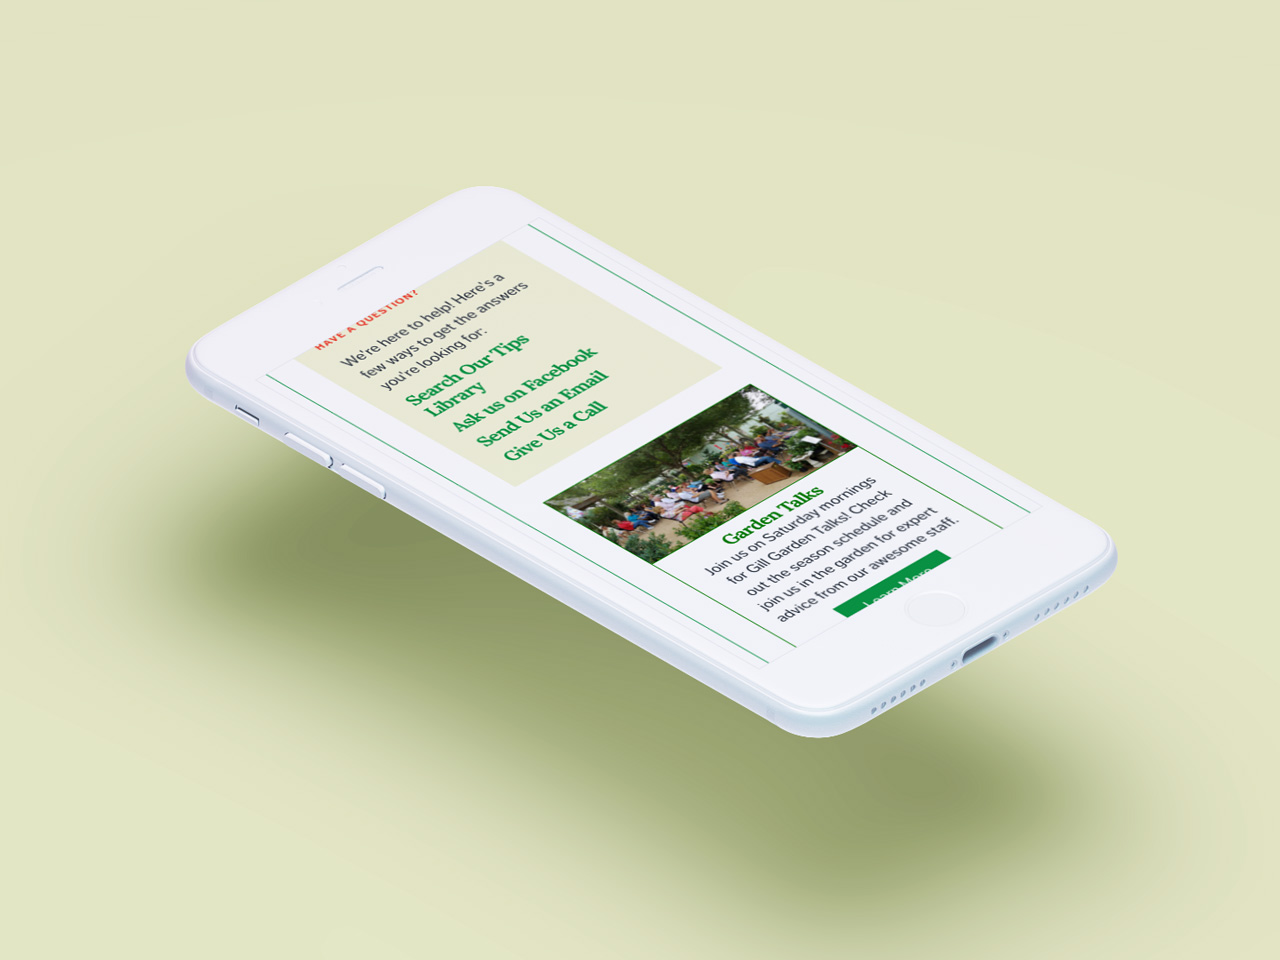 HAVE A QUESTION?
We're here to help! Here's a
few ways to get the answers
you're looking for:
Search Our Tips
Library
Ask us on Facebook
Send Us an Email
Give Us a Call
Garden Talks
Join us on Saturday mornings
for Gill Garden Talks! Check
out the season schedule and
join us in the garden for expert
advice from our awesome staff.
Learn More